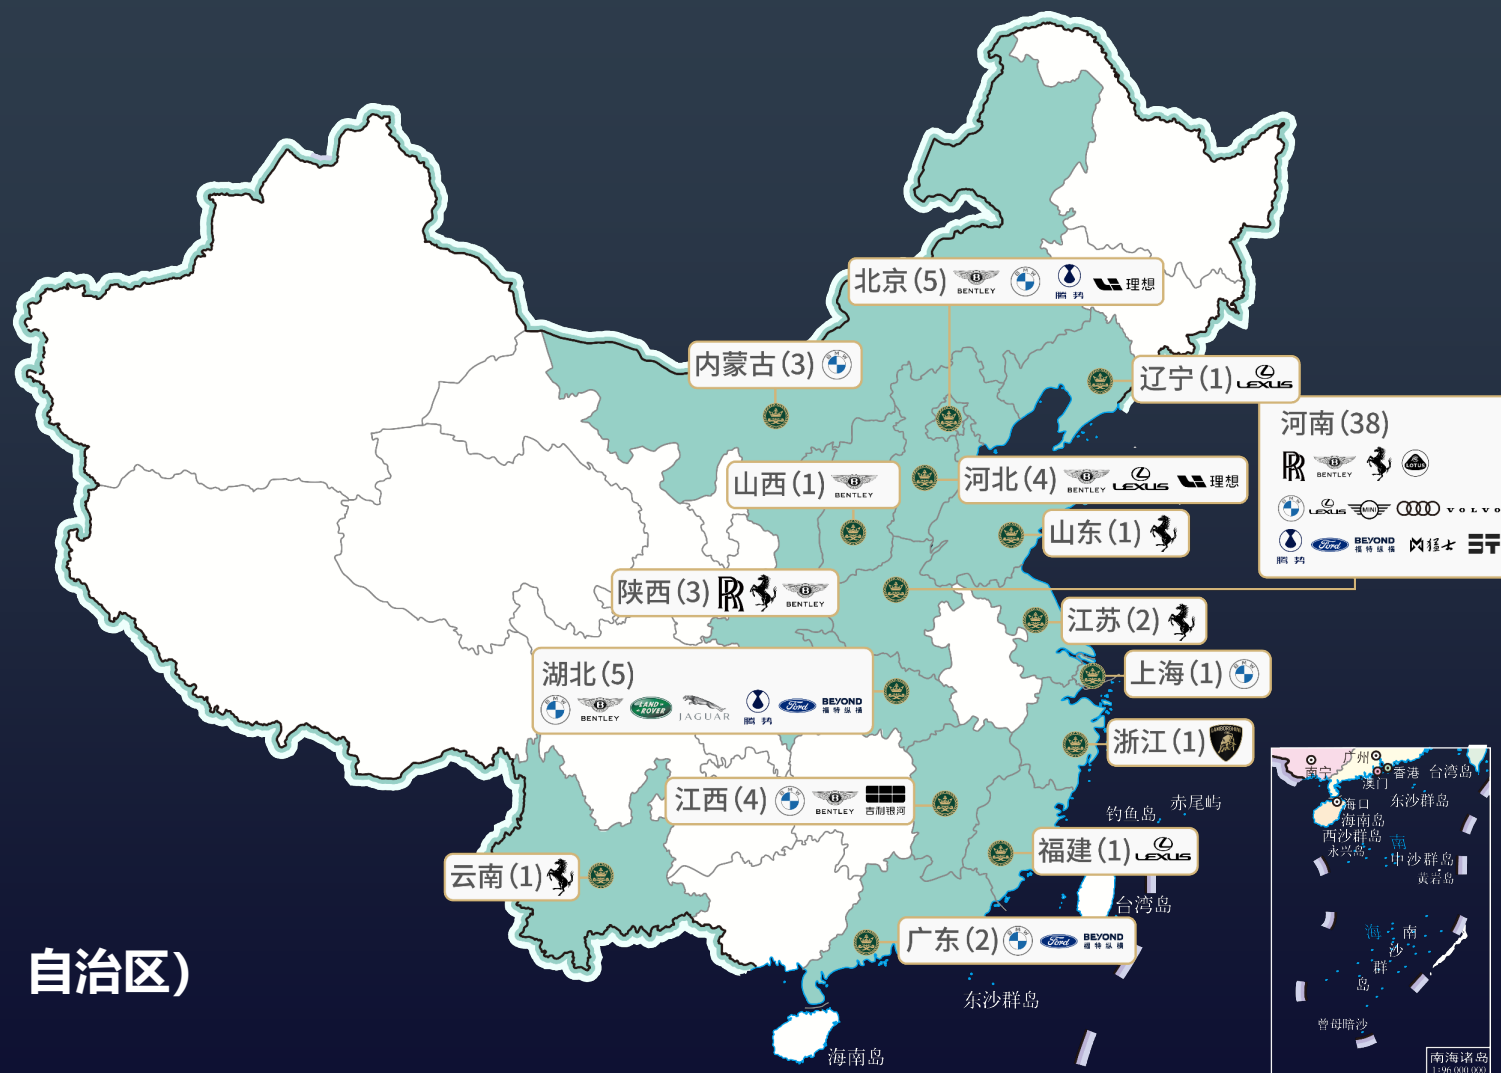 北京(5) BENTLEY 腾势 理想
内蒙古(3)
辽宁(1) LEXUS
河南(38)
BENTLEY LOTUS
LEXUS MINI VOLVO
腾势 Ford BEYOND 福特纵横 猛士
山西(1) BENTLEY
河北(4) BENTLEY LEXUS 理想
山东(1)
陕西(3) RR BENTLEY
江苏(2)
湖北(5)
BENTLEY LAND ROVER JAGUAR 腾势 Ford BEYOND 福特纵横
上海(1)
浙江(1) LAMBORGHINI
江西(4) BENTLEY 吉利银河
福建(1) LEXUS
云南(1)
广东(2) Ford BEYOND 福特纵横
自治区)
钓鱼岛
赤尾屿
台湾岛
东沙群岛
海南岛
南宁
广州
香港
澳门
台湾岛
海口
东沙群岛
海南岛
西沙群岛
永兴岛
南
中沙群岛
黄岩岛
海
南沙群岛
曾母暗沙
南海诸岛
1:96 000 000